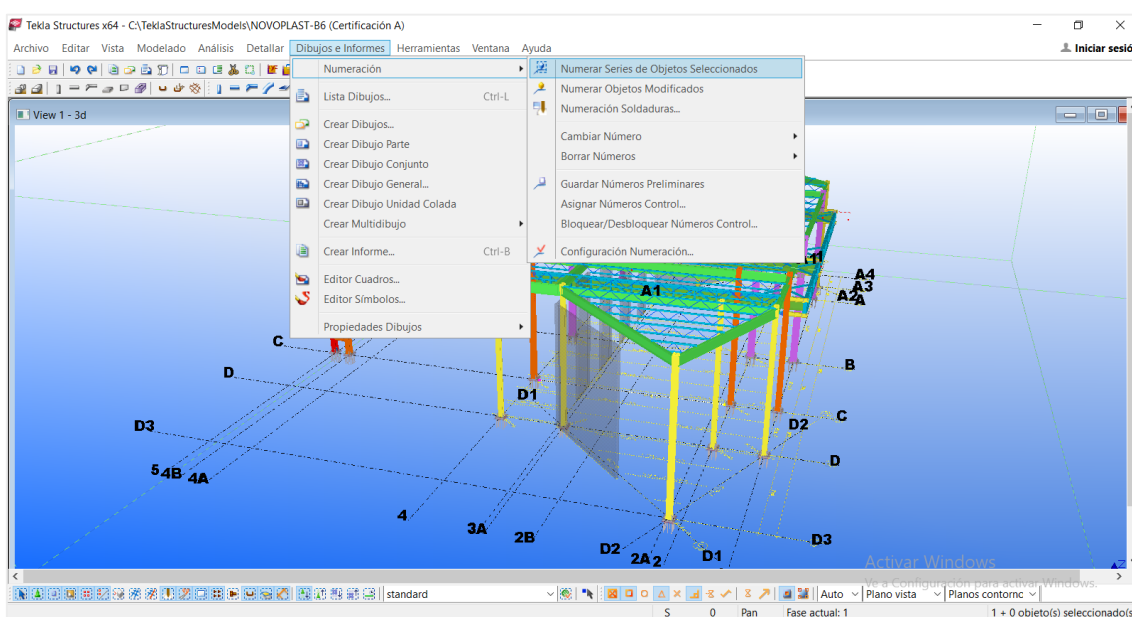 Tekla Structures x64 - C:\TeklaStructuresModels\NOVOPLAST-B6 (Certificación A)
Archivo Editar Vista Modelado Análisis Detallar Dibujos e Informes Herramientas Ventana Ayuda
Iniciar sesió
View 1 - 3d
Numeración
Lista Dibujos... Ctrl-L
Crear Dibujos...
Crear Dibujo Parte
Crear Dibujo Conjunto
Crear Dibujo General...
Crear Dibujo Unidad Colada
Crear Multidibujo
Crear Informe... Ctrl-B
Editor Cuadros...
Editor Símbolos...
Propiedades Dibujos
Numerar Series de Objetos Seleccionados
Numerar Objetos Modificados
Numeración Soldaduras...
Cambiar Número
Borrar Números
Guardar Números Preliminares
Asignar Números Control...
Bloquear/Desbloquear Números Control...
Configuración Numeración...
A4
A3
A1
A2
A
C
B
D
D1
C
D3
D2
D
5 4B 4A
4
3A
2B
D3
D2
2A 2
D1
Activar Windows
Ve a Configuración para activar Windows.
Z
standard
Auto
Plano vista
Planos contorno
S 0 Pan Fase actual: 1 1 + 0 objeto(s) seleccionado(s